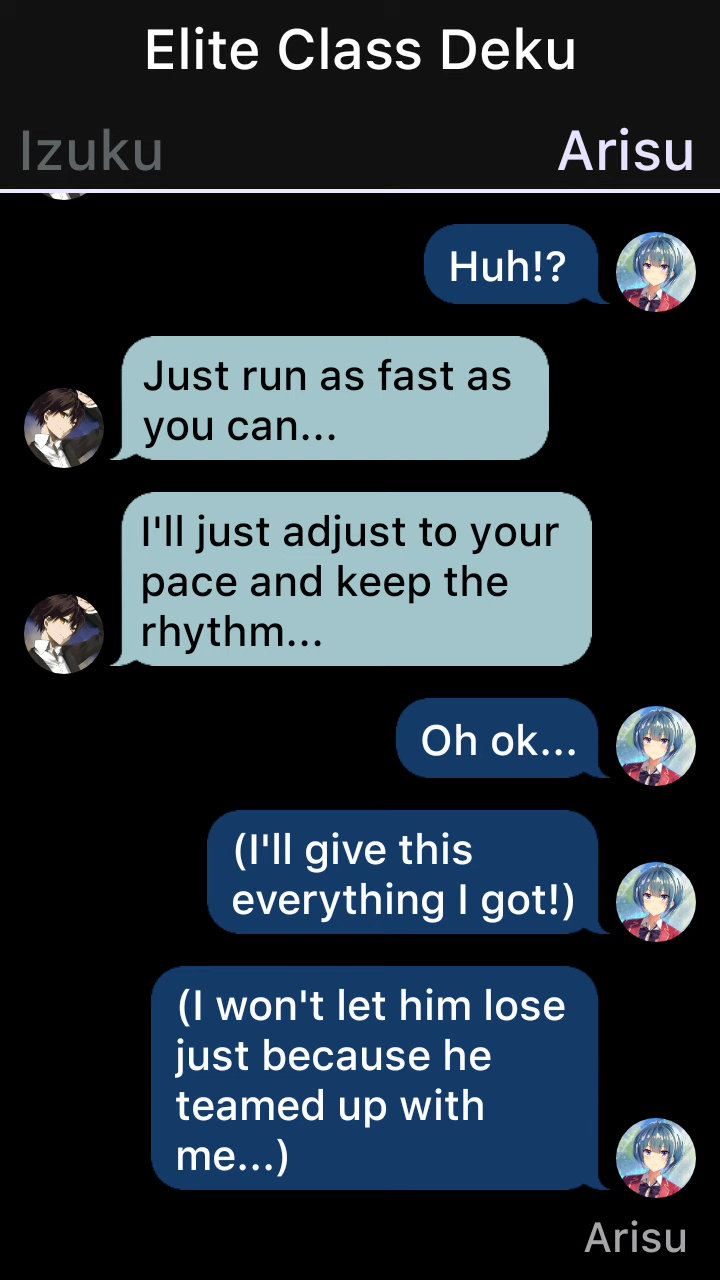 Elite Class Deku
Izuku
Arisu
Huh!?
Just run as fast as
you can...
I'll just adjust to your
pace and keep the
rhythm...
Oh ok...
(I'll give this
everything I got!)
(I won't let him lose
just because he
teamed up with
me...)
Arisu